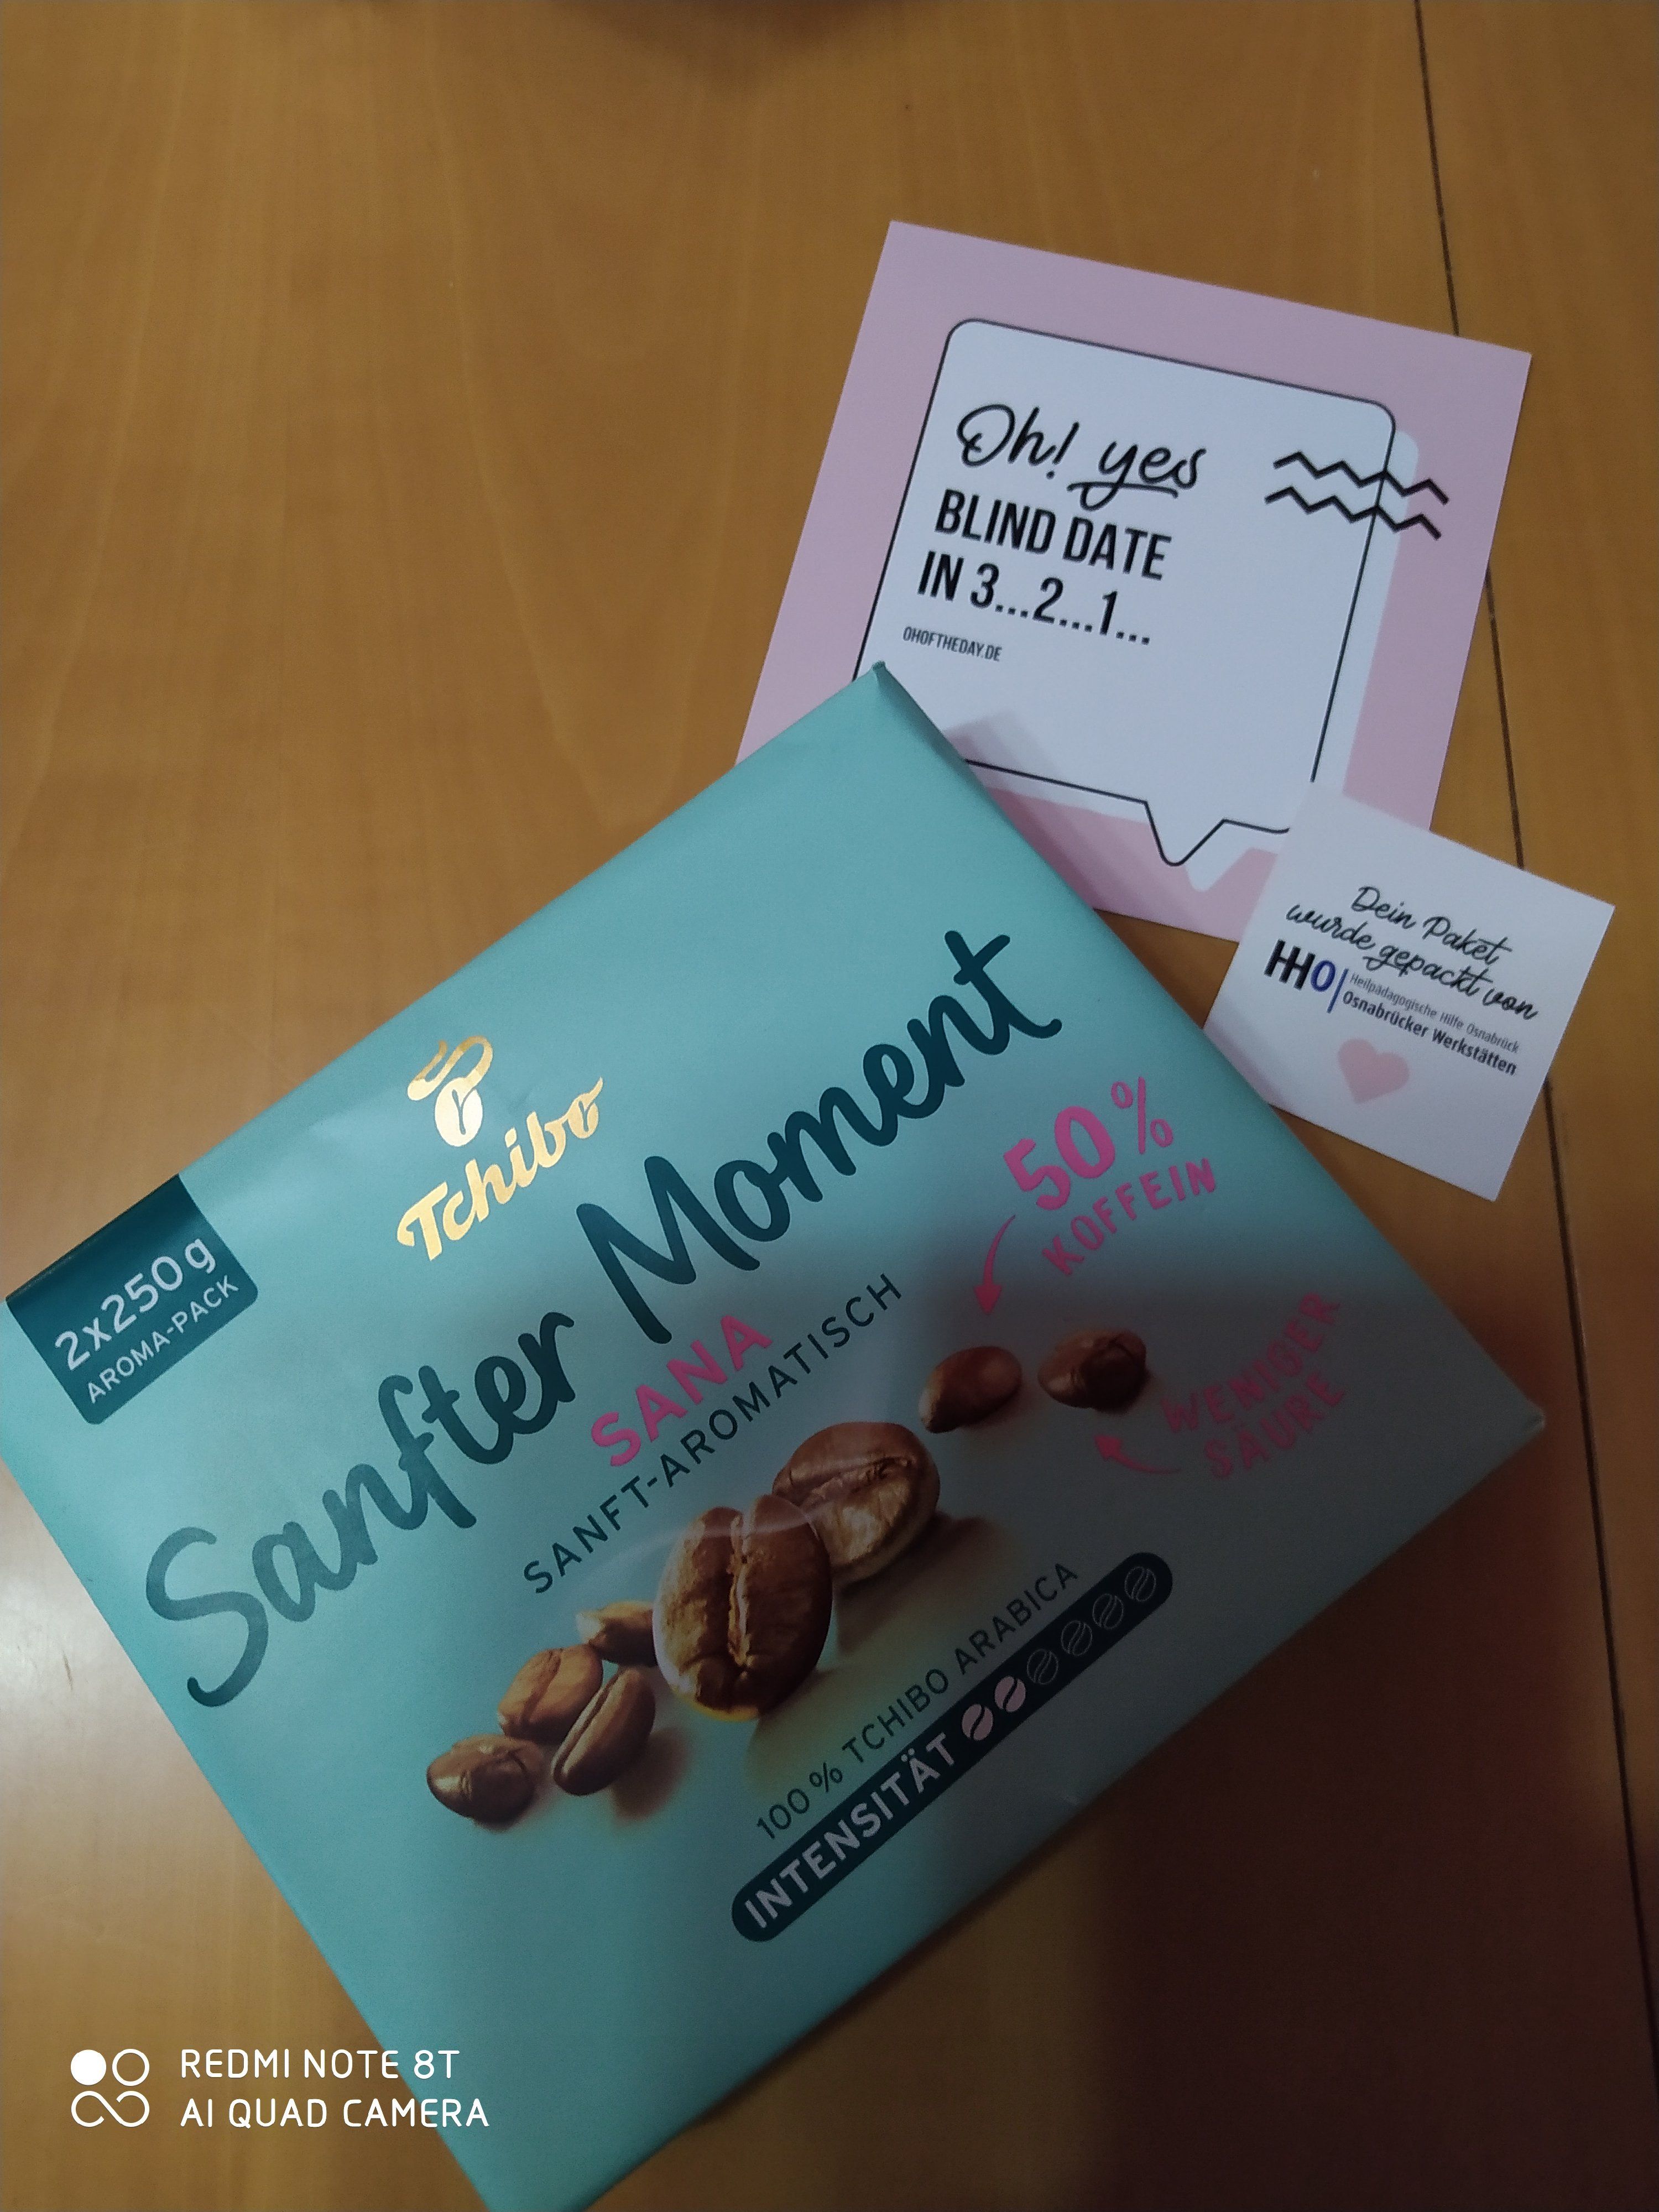 Oh! yes
BLIND DATE
IN 3...2...1...
OHOFTHEDAY.DE
Dein Paket
wurde gepackt von
HHO
Heilpädagogische Hilfe Osnabrück
Osnabrücker Werkstätten
2x250 g
AROMA-PACK
Tchibo
Sanfter Moment
SANA
SANFT-AROMATISCH
50%
KOFFEIN
WENIGER
SÄURE
100 % TCHIBO ARABICA
INTENSITÄT
REDMI NOTE 8T
AI QUAD CAMERA